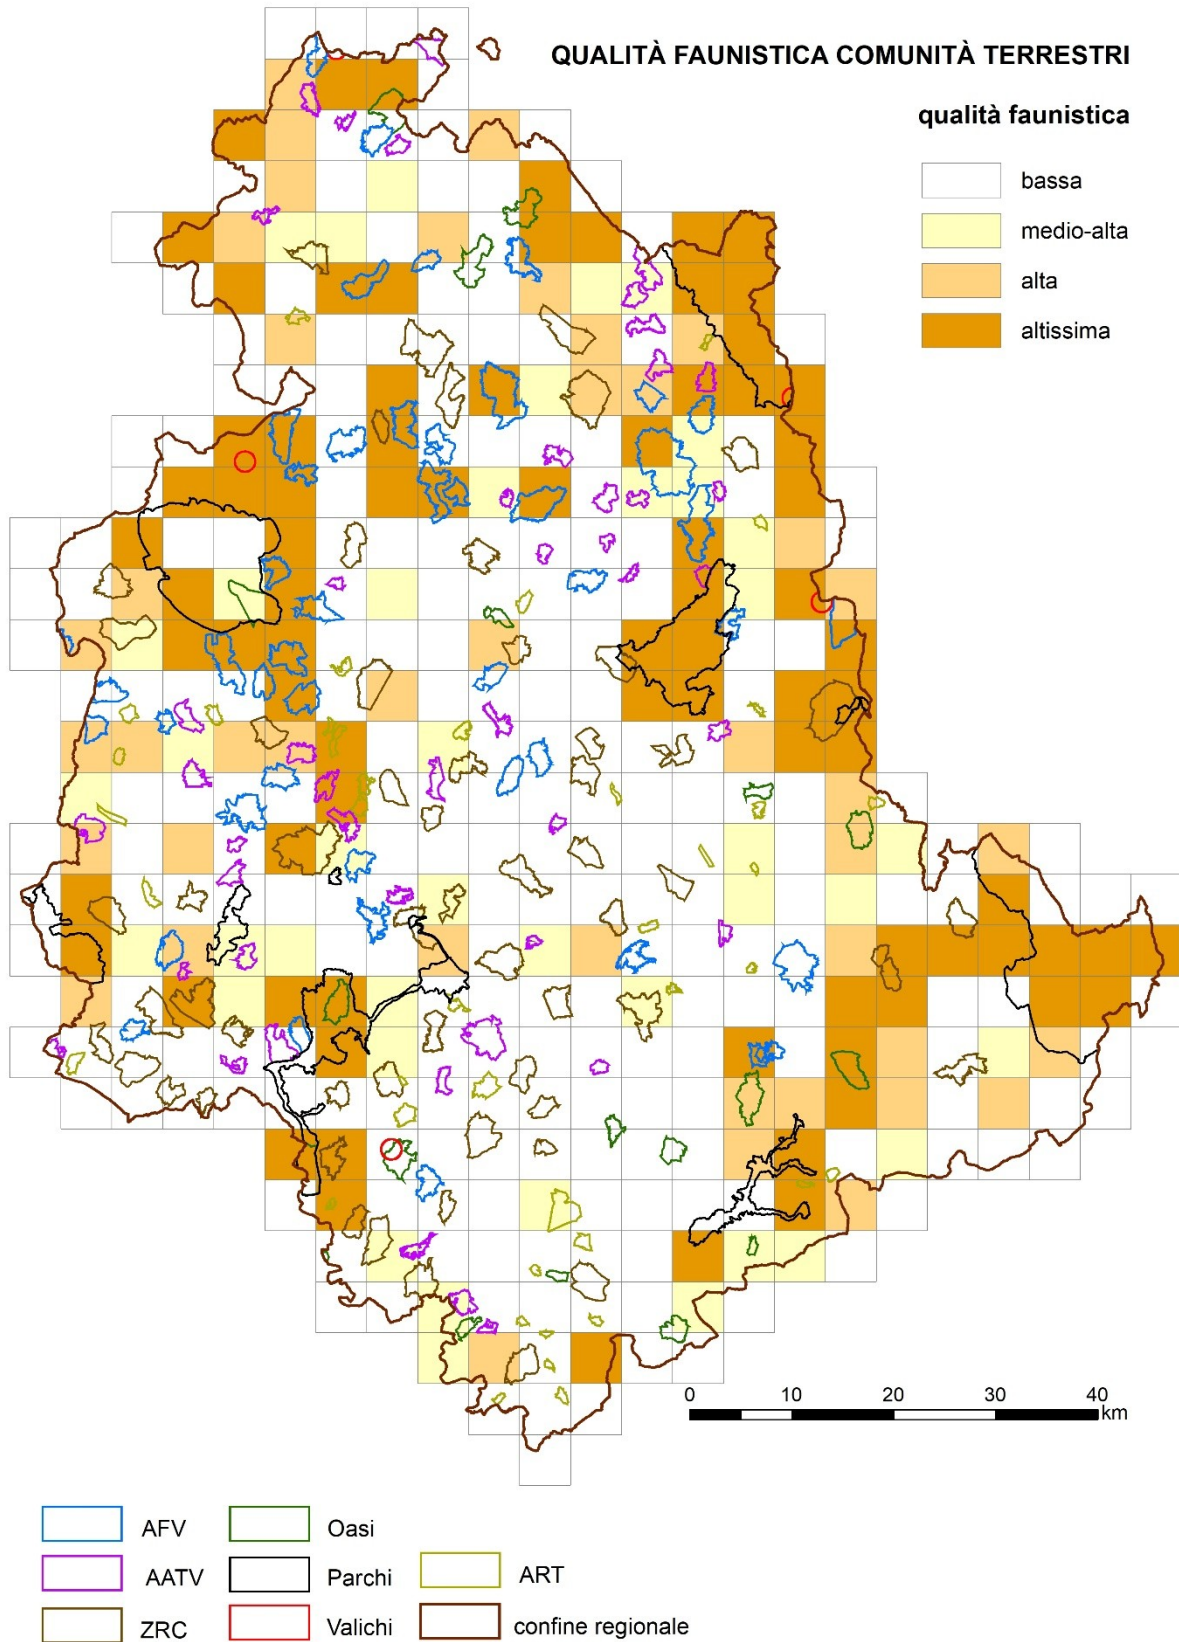 QUALITÀ FAUNISTICA COMUNITÀ TERRESTRI
qualità faunistica
bassa
medio-alta
alta
altissima
0 10 20 30 40
km
AFV
Oasi
AATV
Parchi
ART
ZRC
Valichi
confine regionale